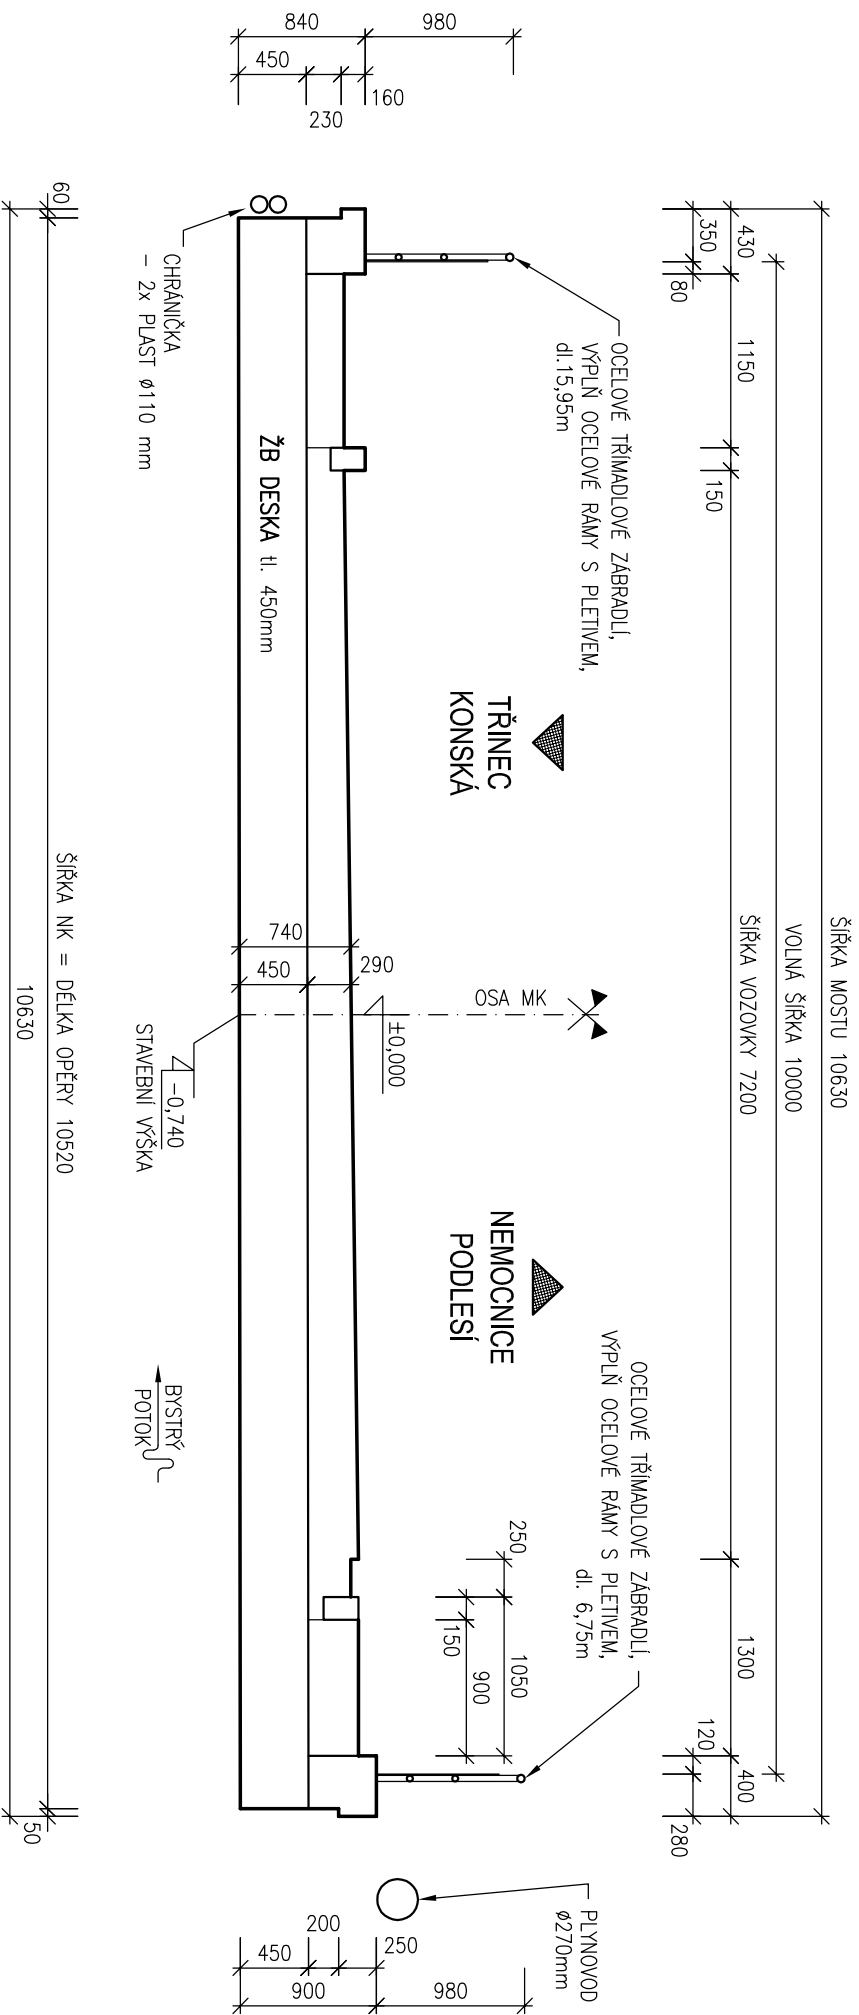 840
980
450
160
230
60
430
350
80
1150
150
ŠÍŘKA MOSTU 10630
VOLNÁ ŠÍŘKA 10000
ŠÍŘKA VOZOVKY 7200
1300
120
400
280
OCELOVÉ TŘÍMADLOVÉ ZÁBRADLÍ,
VÝPLŇ OCELOVÉ RÁMY S PLETIVEM,
dl.15,95m
CHRÁNIČKA
- 2x PLAST ø110 mm
ŽB DESKA tl. 450mm
TŘINEC
KONSKÁ
740
450
290
OSA MK
±0,000
-0,740
STAVEBNÍ VÝŠKA
NEMOCNICE
PODLESÍ
OCELOVÉ TŘÍMADLOVÉ ZÁBRADLÍ,
VÝPLŇ OCELOVÉ RÁMY S PLETIVEM,
dl. 6,75m
BYSTRÝ
POTOK
250
1050
150
900
ŠÍŘKA NK = DÉLKA OPĚRY 10520
10630
50
PLYNOVOD
ø270mm
200
450
250
900
980